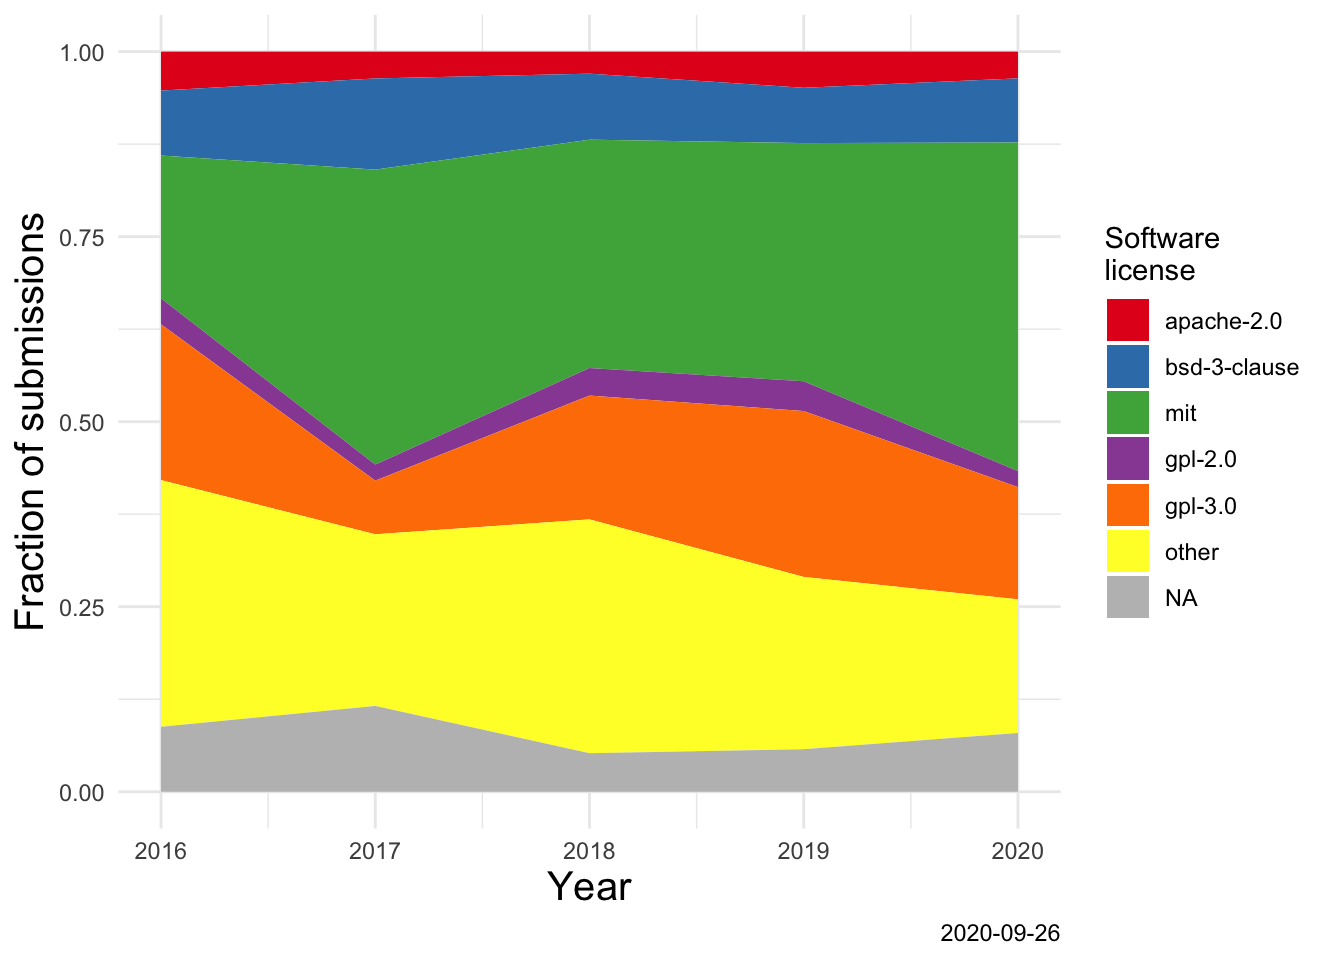 Fraction of submissions
1.00
0.75
0.50
0.25
0.00
2016
2017
2018
2019
2020
Year
Software
license
apache-2.0
bsd-3-clause
mit
gpl-2.0
gpl-3.0
other
NA
2020-09-26